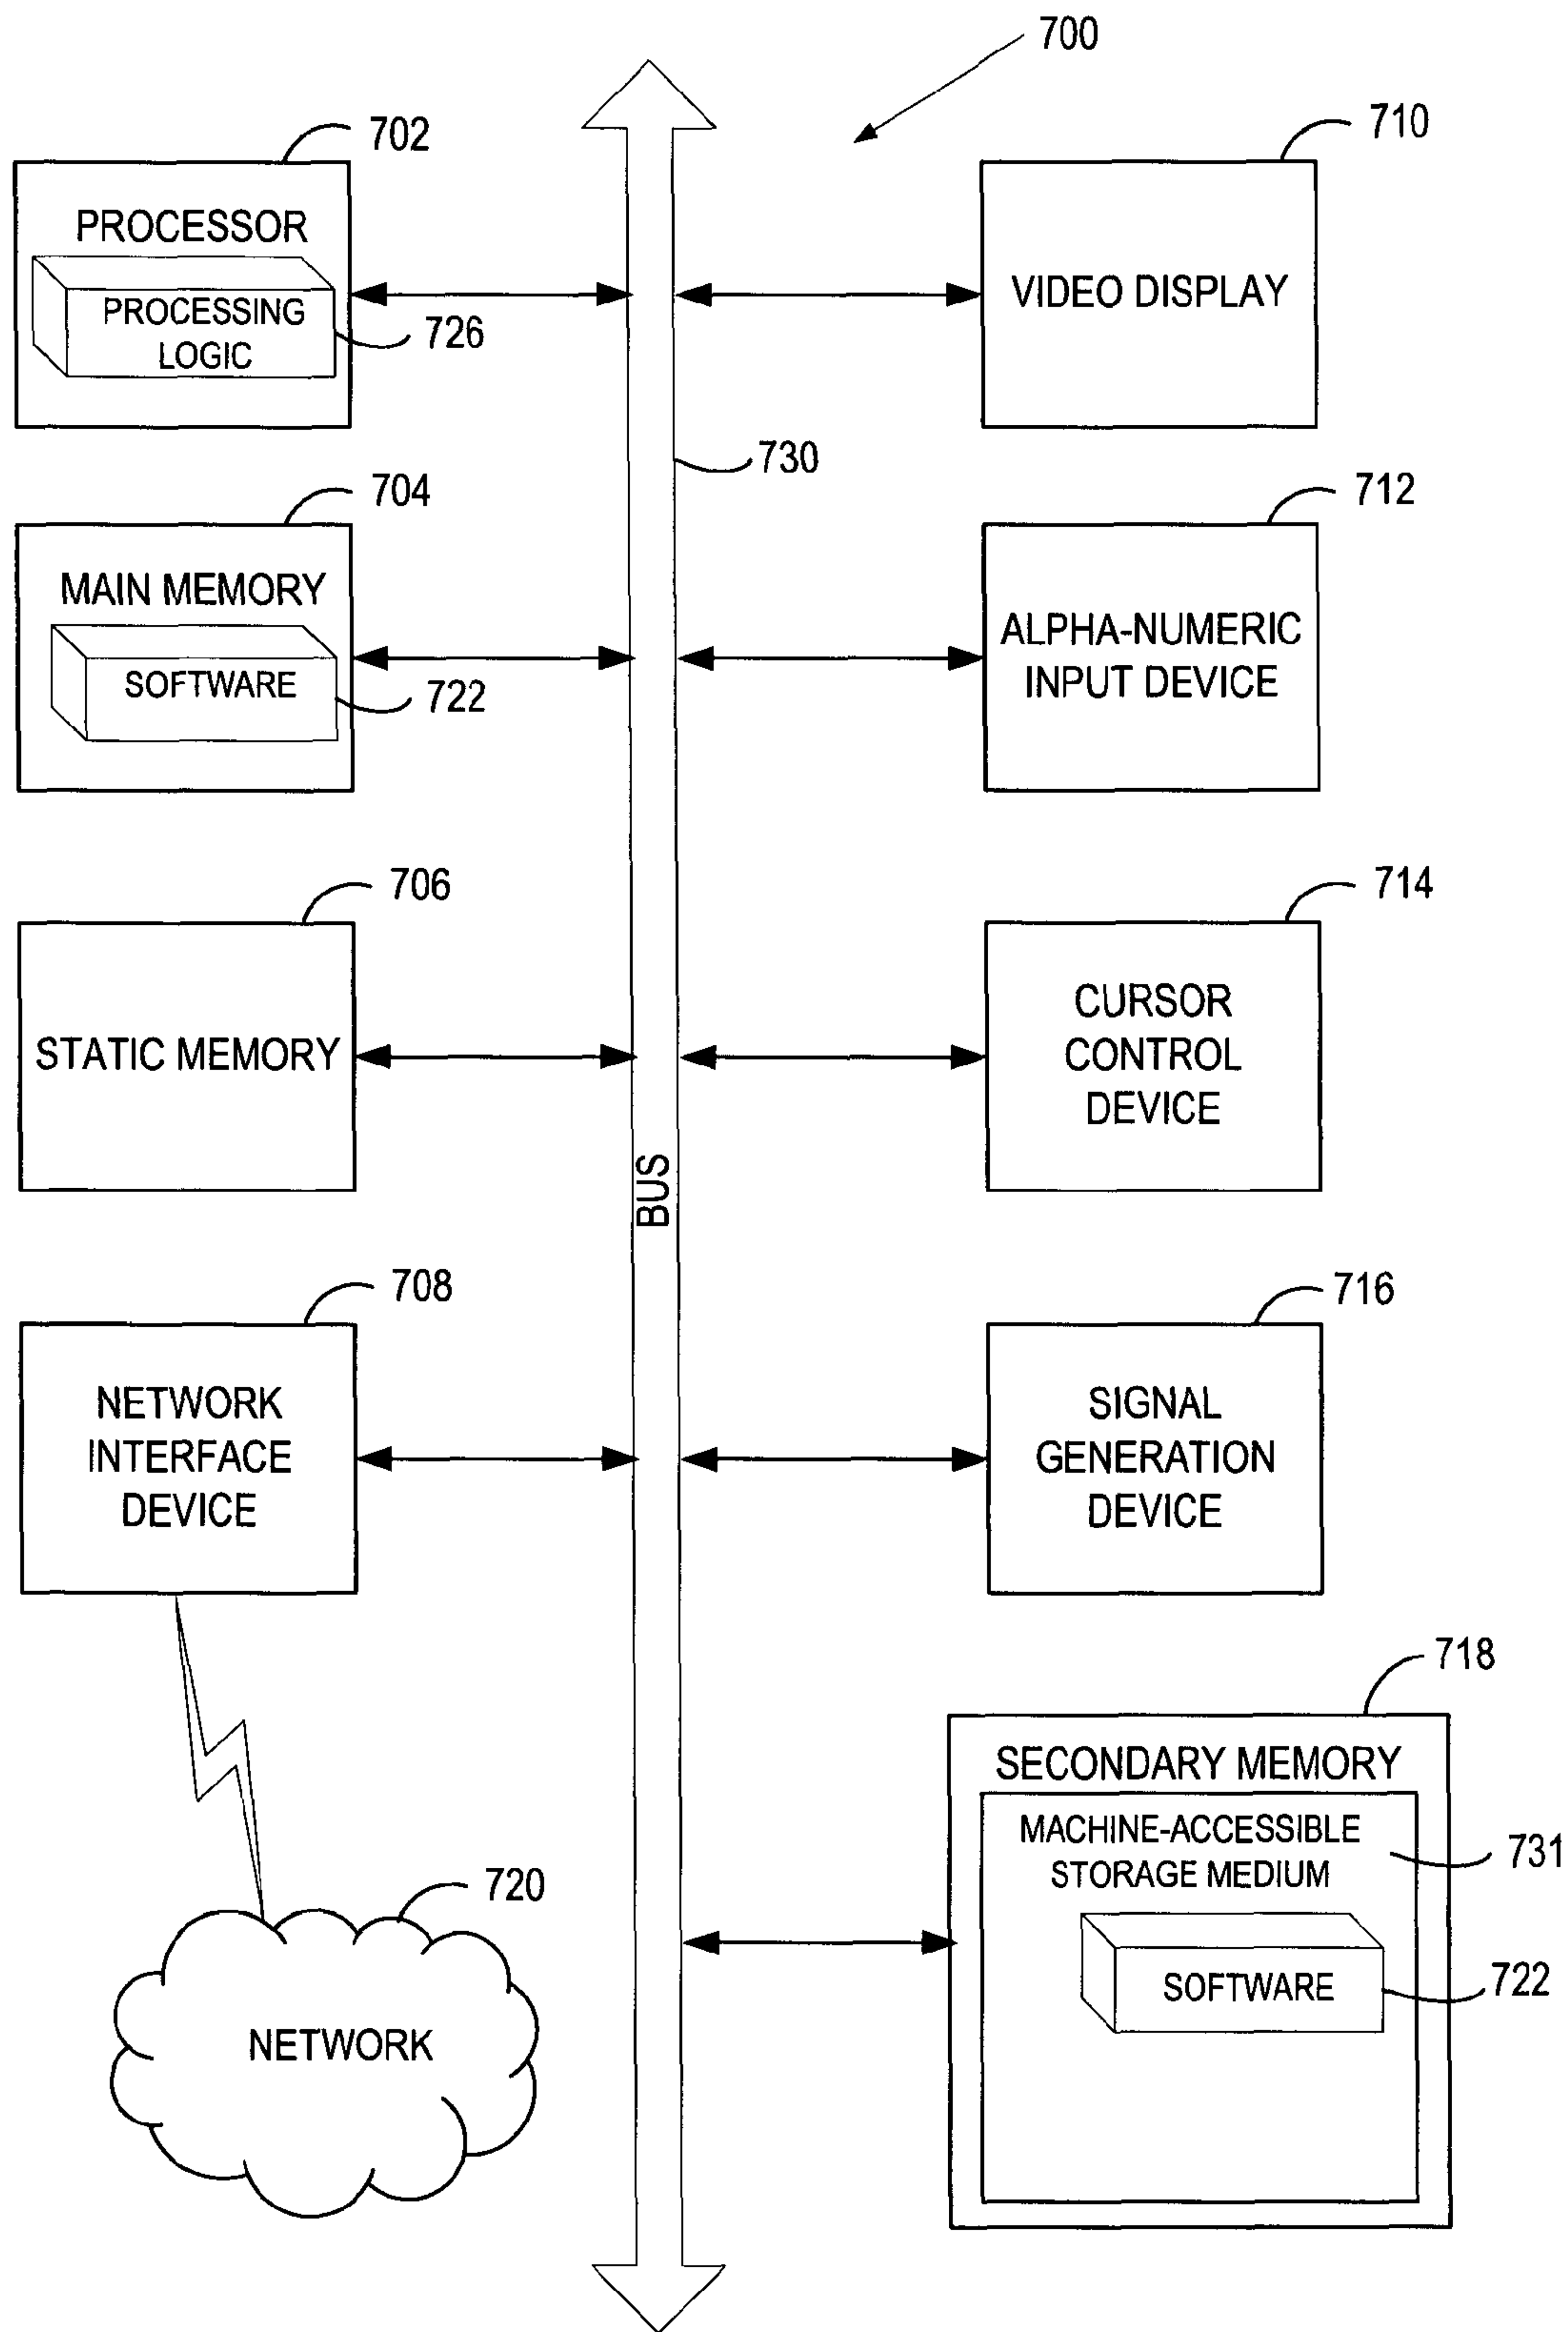 700
702
PROCESSOR
PROCESSING
LOGIC
726
710
VIDEO DISPLAY
730
704
MAIN MEMORY
SOFTWARE
722
712
ALPHA-NUMERIC
INPUT DEVICE
706
STATIC MEMORY
714
CURSOR
CONTROL
DEVICE
BUS
708
NETWORK
INTERFACE
DEVICE
716
SIGNAL
GENERATION
DEVICE
718
SECONDARY MEMORY
MACHINE-ACCESSIBLE
STORAGE MEDIUM
731
SOFTWARE
722
720
NETWORK